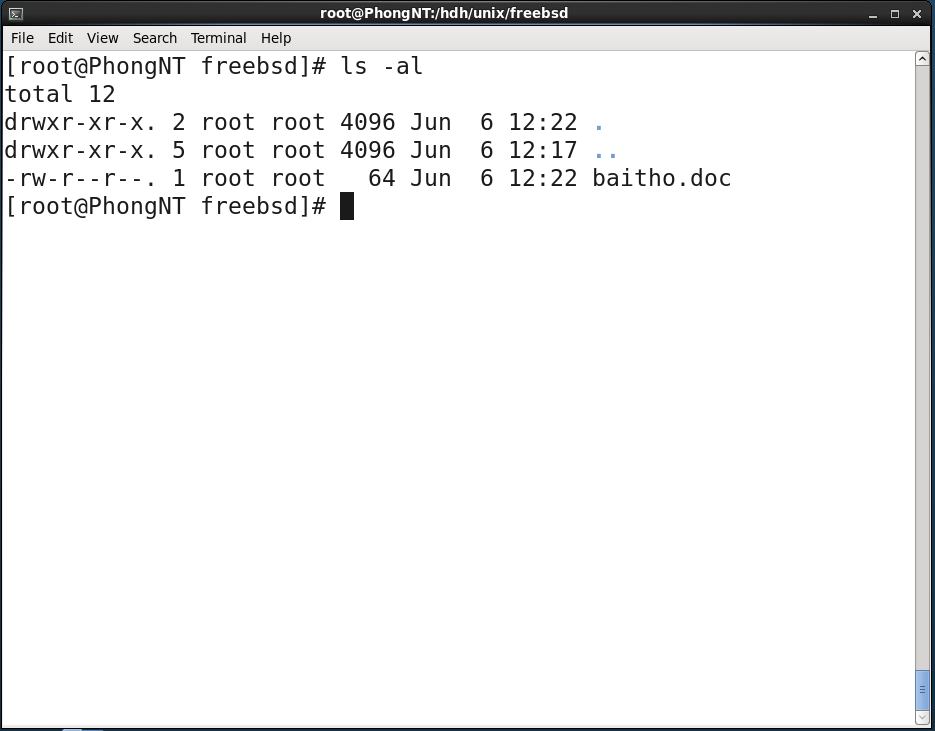 root@PhongNT:/hdh/unix/freebsd
File Edit View Search Terminal Help
[root@PhongNT freebsd]# ls -al
total 12
drwxr-xr-x. 2 root root 4096 Jun  6 12:22 .
drwxr-xr-x. 5 root root 4096 Jun  6 12:17 ..
-rw-r--r--. 1 root root   64 Jun  6 12:22 baitho.doc
[root@PhongNT freebsd]#